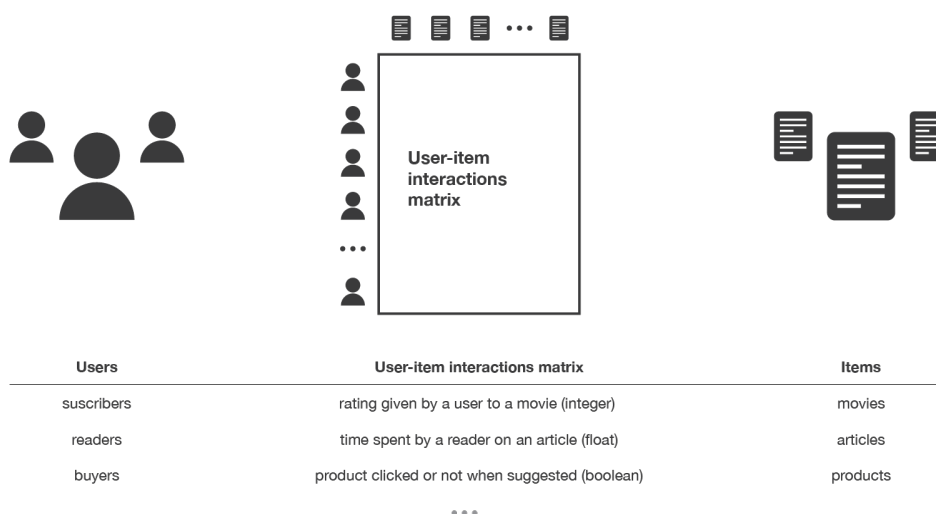 User-item
interactions
matrix
Users User-item interactions matrix Items
suscribers rating given by a user to a movie (integer) movies
readers time spent by a reader on an article (float) articles
buyers product clicked or not when suggested (boolean) products